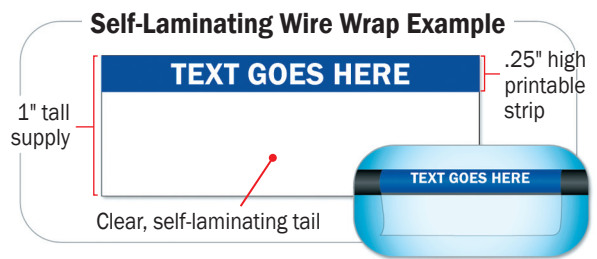 Self-Laminating Wire Wrap Example
TEXT GOES HERE
.25" high
printable
strip
1" tall
supply
TEXT GOES HERE
Clear, self-laminating tail